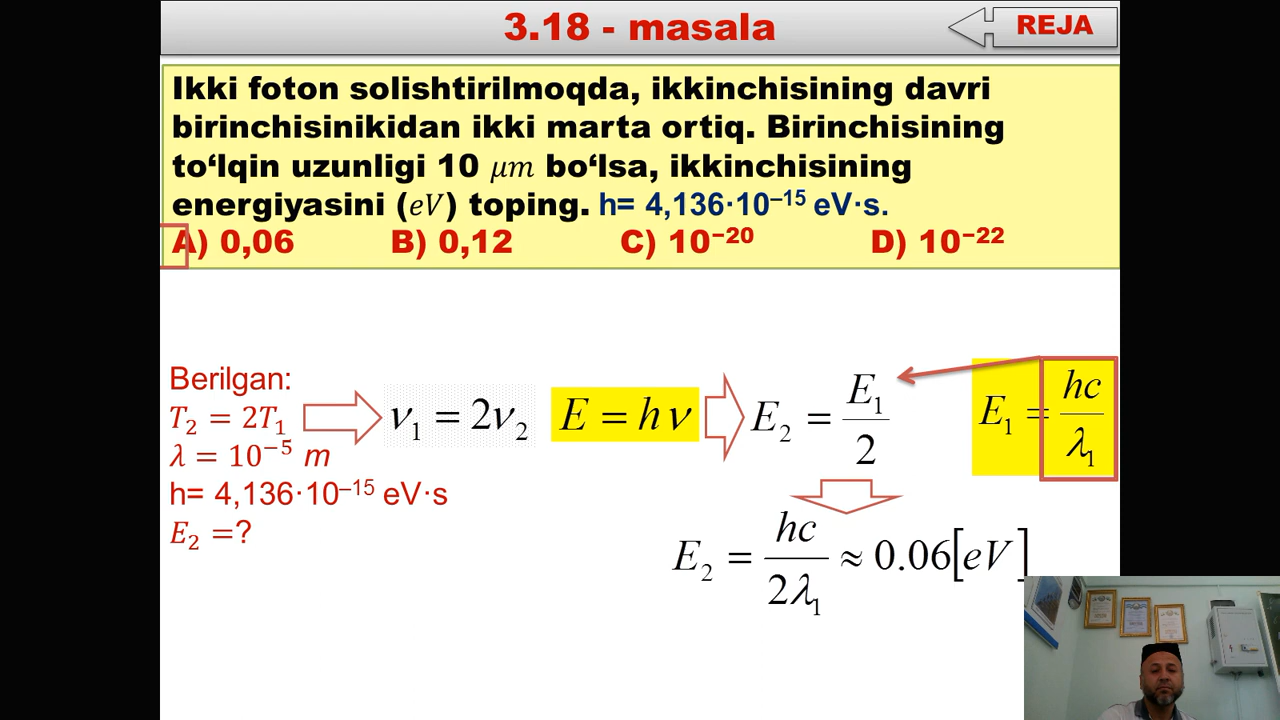 3.18 - masala
REJA
Ikki foton solishtirilmoqda, ikkinchisining davri
birinchisinikidan ikki marta ortiq. Birinchisining
to‘lqin uzunligi 10 𝜇𝑚 bo‘lsa, ikkinchisining
energiyasini (𝑒𝑉) toping. h= 4,136·10⁻¹⁵ eV·s.
A) 0,06 B) 0,12 C) 10⁻²⁰ D) 10⁻²²
Berilgan:
T₂ = 2T₁
λ = 10⁻⁵ m
h= 4,136·10⁻¹⁵ eV·s
E₂ =?
ν₁ = 2ν₂
E = hν
E₂ = E₁/2
E₁ = hc/λ₁
E₂ = hc/2λ₁ ≈ 0.06[eV]